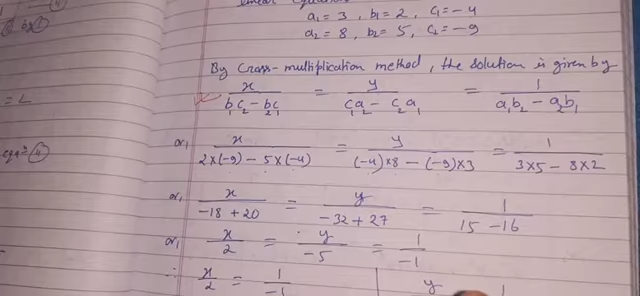 linear equation
a₁ = 3 , b₁ = 2 , c₁ = -4
a₂ = 8 , b₂ = 5 , c₂ = -9
By Cross-multiplication method, the solution is given by
x/(b₁c₂ - b₂c₁) = y/(c₁a₂ - c₂a₁) = 1/(a₁b₂ - a₂b₁)
or, x/(2×(-9) - 5×(-4)) = y/((-4)×8 - (-9)×3) = 1/(3×5 - 8×2)
or, x/(-18 + 20) = y/(-32 + 27) = 1/(15 - 16)
or, x/2 = y/-5 = 1/-1
∴ x/2 = 1/-1 | y 1